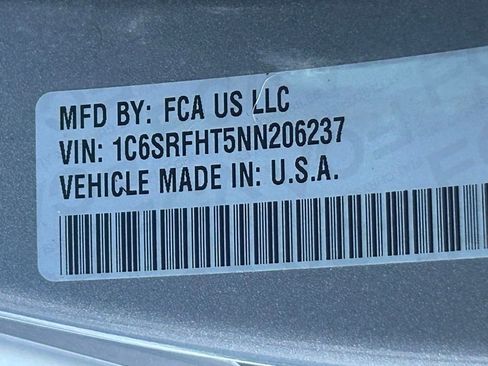 MFD BY: FCA US LLC
VIN: 1C6SRFHT5NN206237
VEHICLE MADE IN: U.S.A.